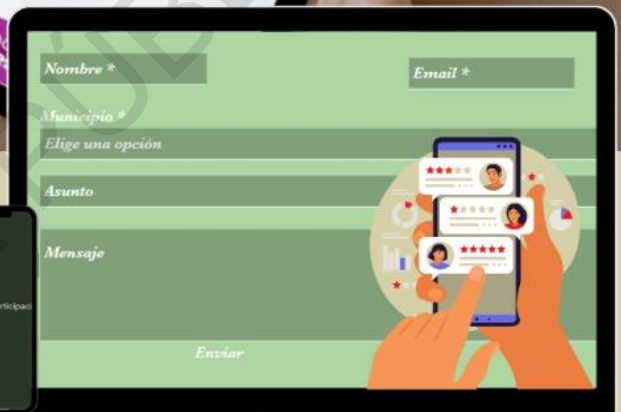 Nombre *
Email *
Municipio *
Elige una opción
Asunto
Mensaje
Enviar